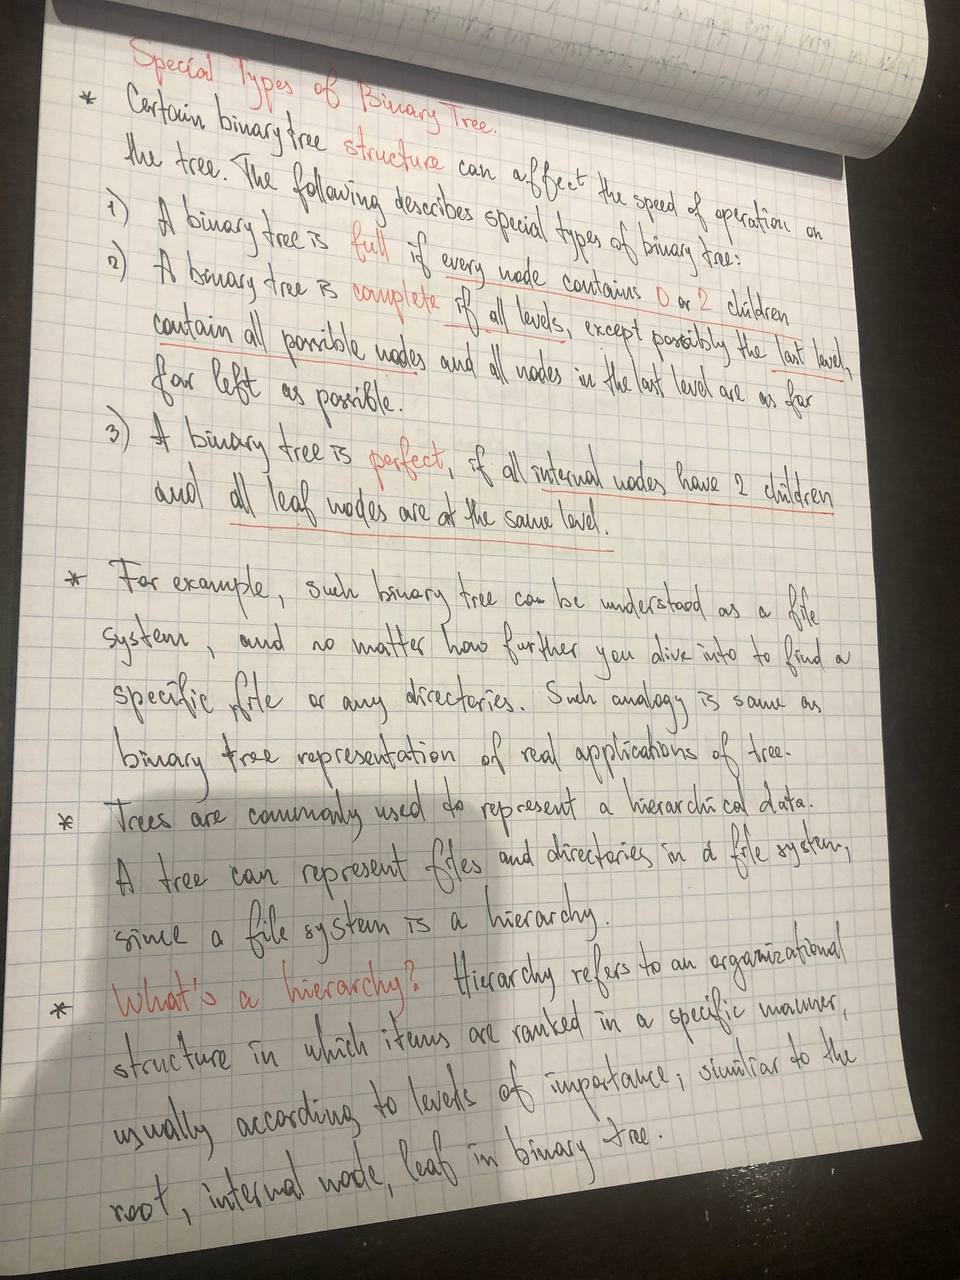 Special Types of Binary Tree.
* Certain binary tree structure can affect the speed of operation on
the tree. The following describes special types of binary tree:
1) A binary tree is full if every node contains 0 or 2 children
2) A binary tree is complete if all levels, except possibly the last level,
contain all possible nodes and all nodes in the last level are as far
far left as possible.
3) A binary tree is perfect, if all internal nodes have 2 children
and all leaf nodes are at the same level.
* For example, such binary tree can be understood as a file
system, and no matter how further you dive into to find a
specific file or any directories. Such analogy is same as
binary tree representation of real applications of tree.
* Trees are commonly used to represent a hierarchical data.
A tree can represent files and directories in a file system,
since a file system is a hierarchy.
* What's a hierarchy? Hierarchy refers to an organizational
structure in which items are ranked in a specific manner,
usually according to levels of importance, similiar to the
root, internal node, leaf in binary tree.